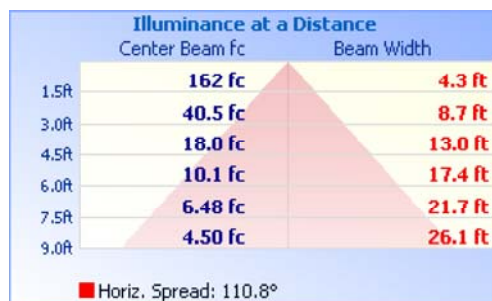 Illuminance at a Distance
Center Beam fc Beam Width
1.5ft 162 fc 4.3 ft
3.0ft 40.5 fc 8.7 ft
4.5ft 18.0 fc 13.0 ft
6.0ft 10.1 fc 17.4 ft
7.5ft 6.48 fc 21.7 ft
9.0ft 4.50 fc 26.1 ft
Horiz. Spread: 110.8°